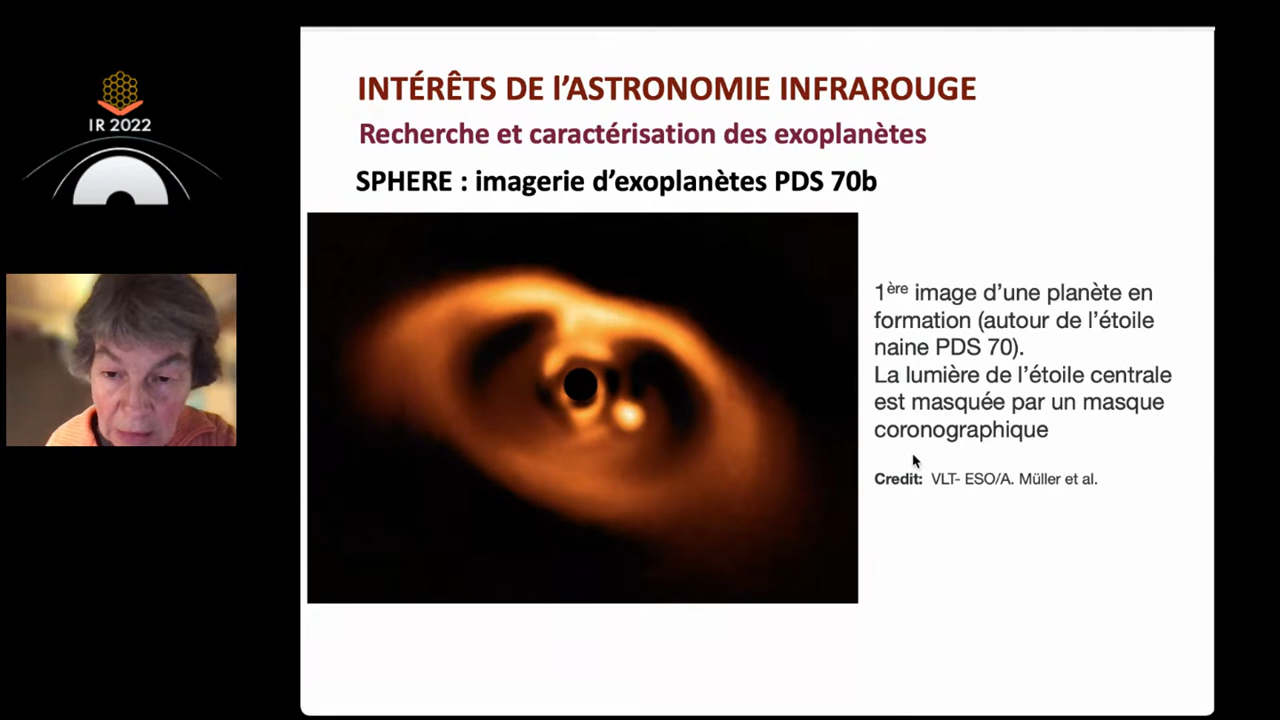 IR 2022
INTÉRÊTS DE l’ASTRONOMIE INFRAROUGE
Recherche et caractérisation des exoplanètes
SPHERE : imagerie d’exoplanètes PDS 70b
1ère image d’une planète en
formation (autour de l’étoile
naine PDS 70).
La lumière de l’étoile centrale
est masquée par un masque
coronographique
Credit: VLT- ESO/A. Müller et al.